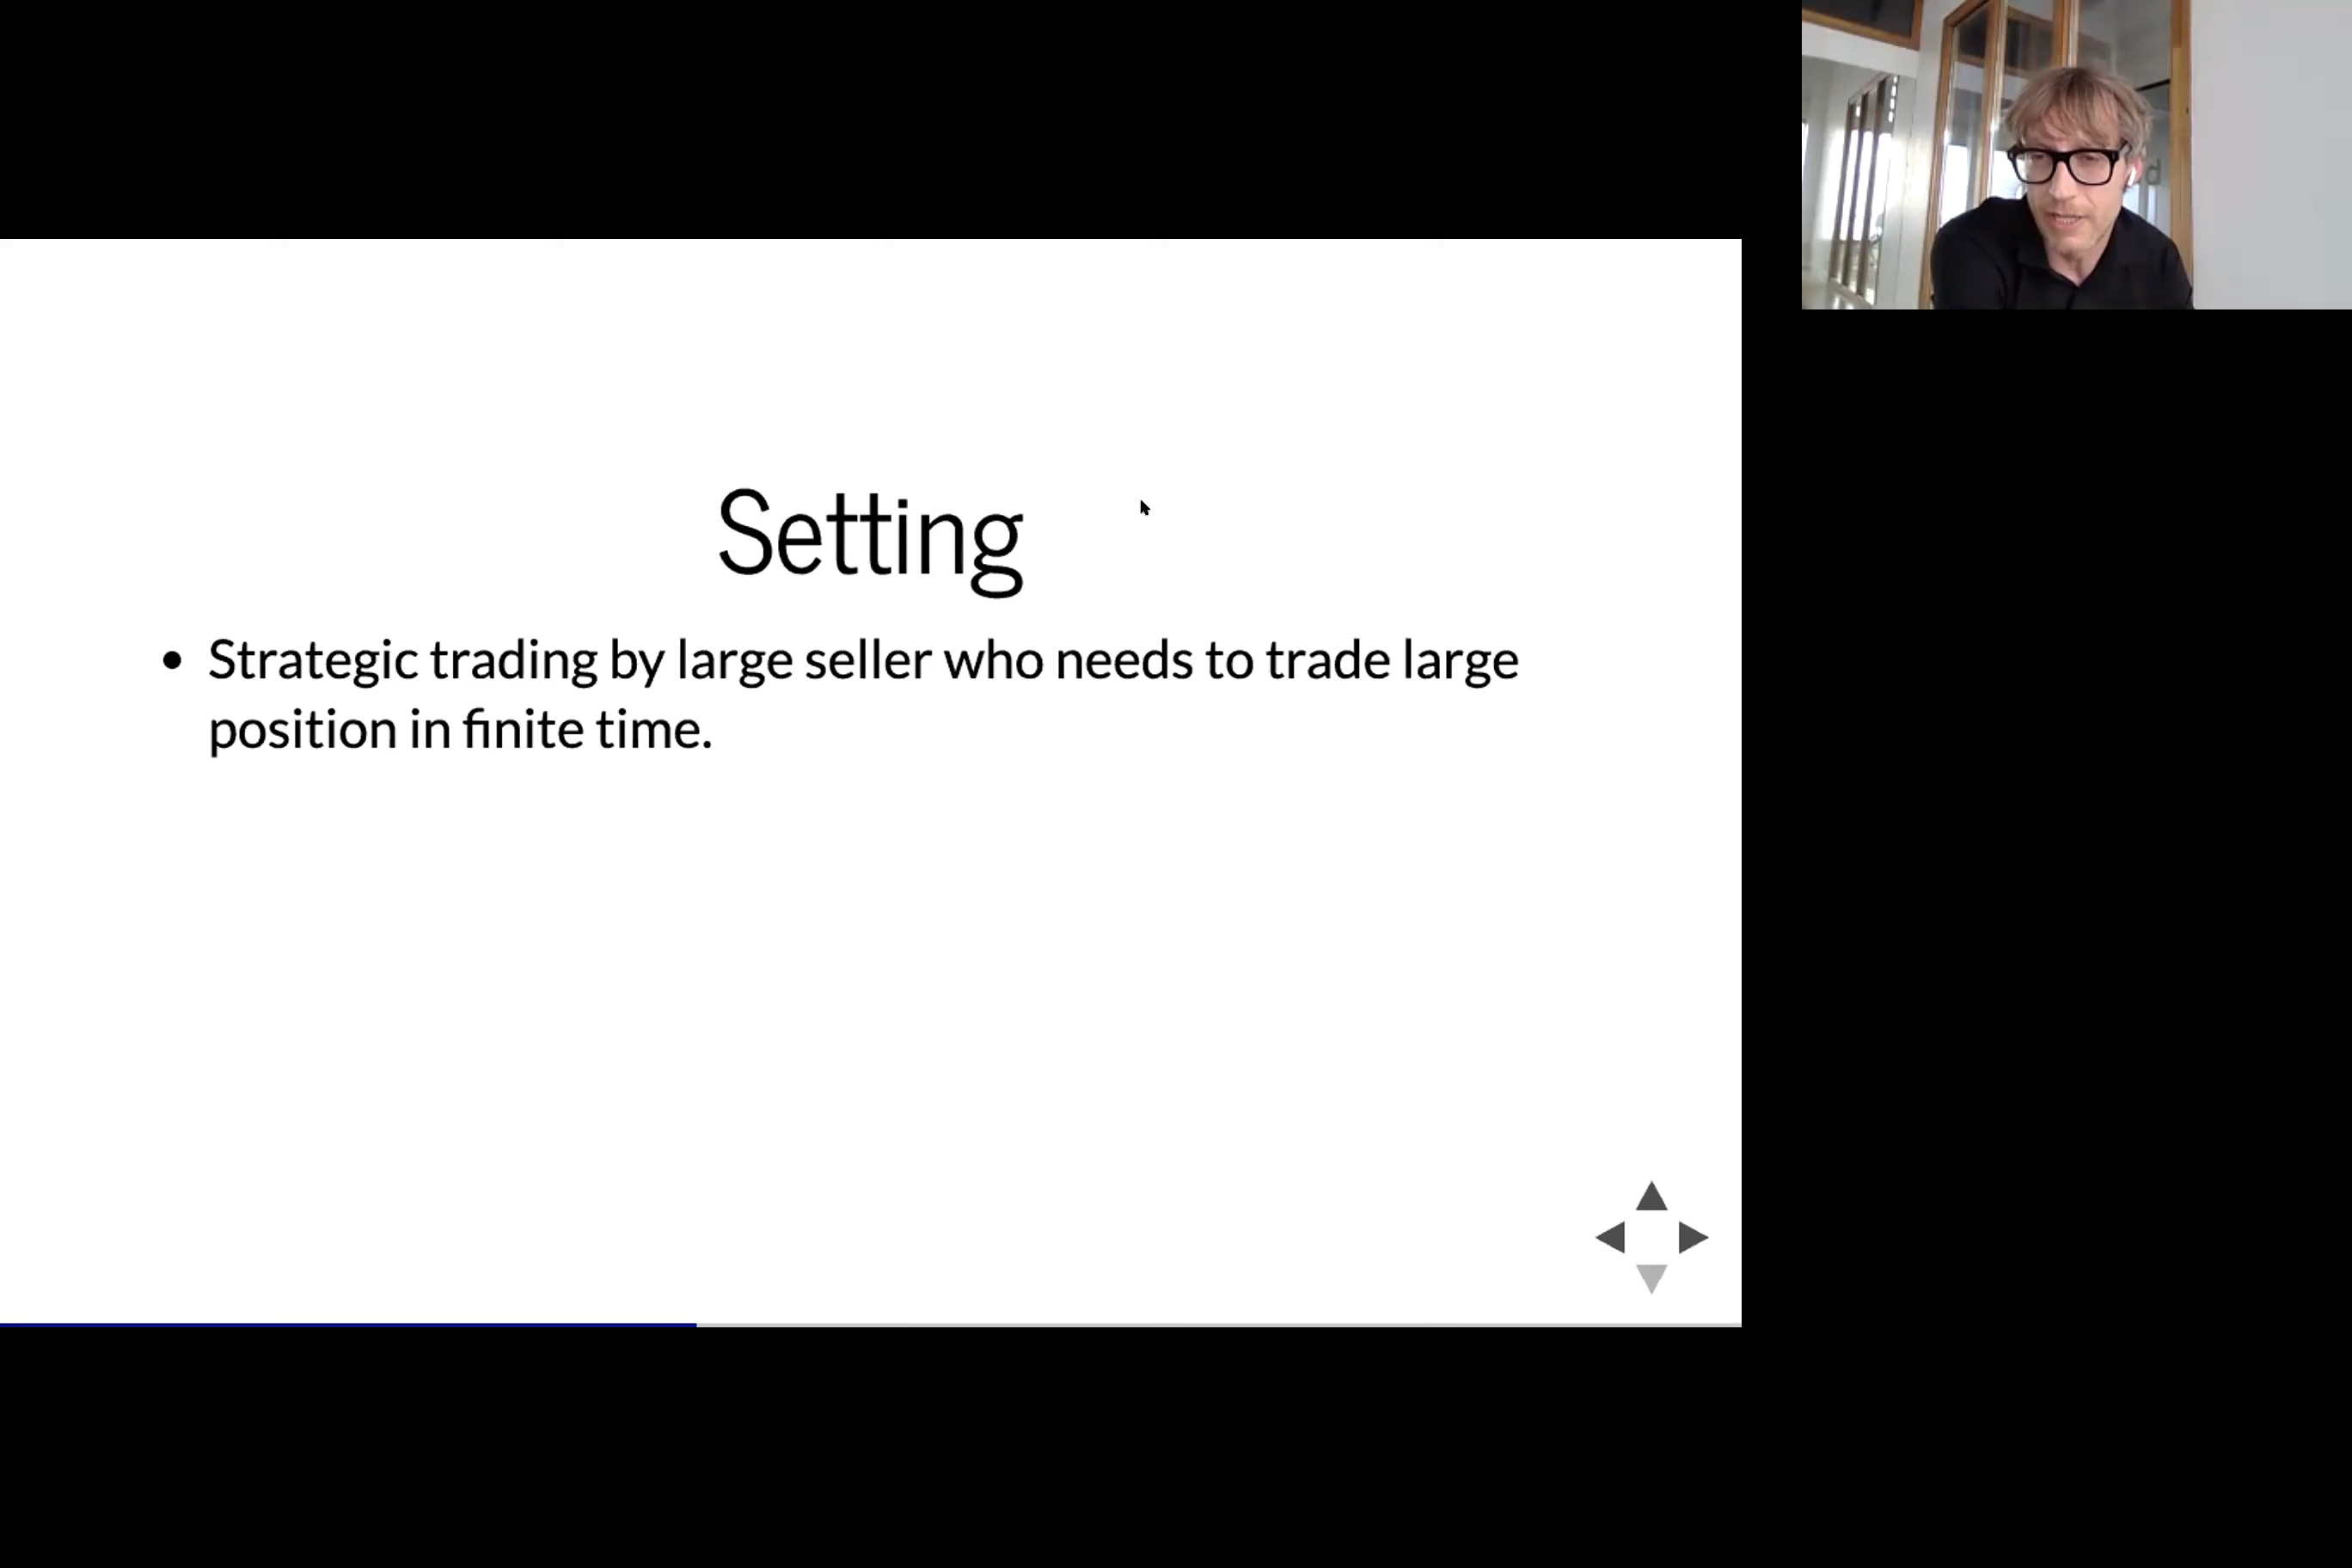 Setting
• Strategic trading by large seller who needs to trade large
position in finite time.